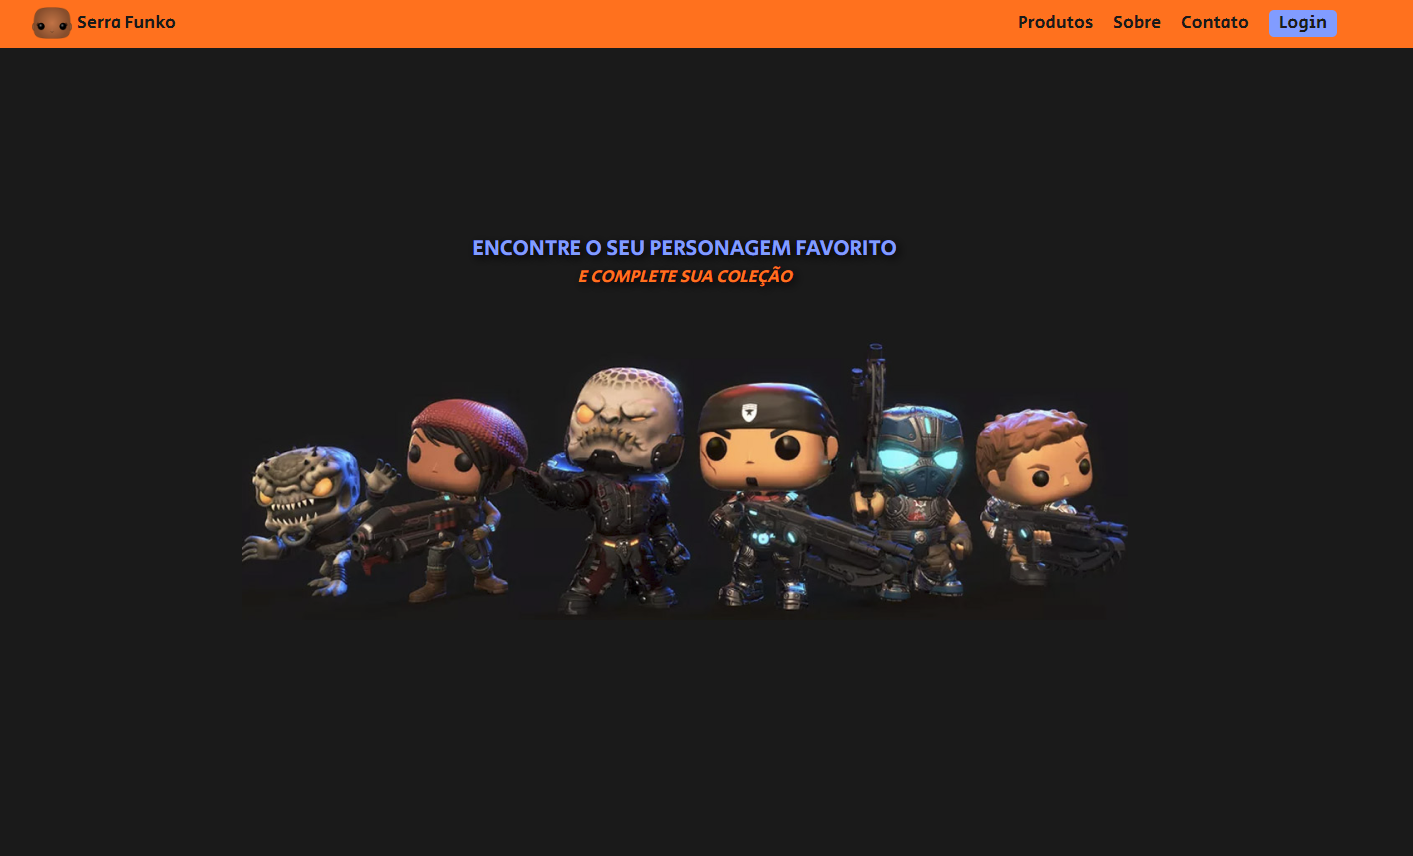 Serra Funko
Produtos Sobre Contato Login
ENCONTRE O SEU PERSONAGEM FAVORITO
E COMPLETE SUA COLEÇÃO